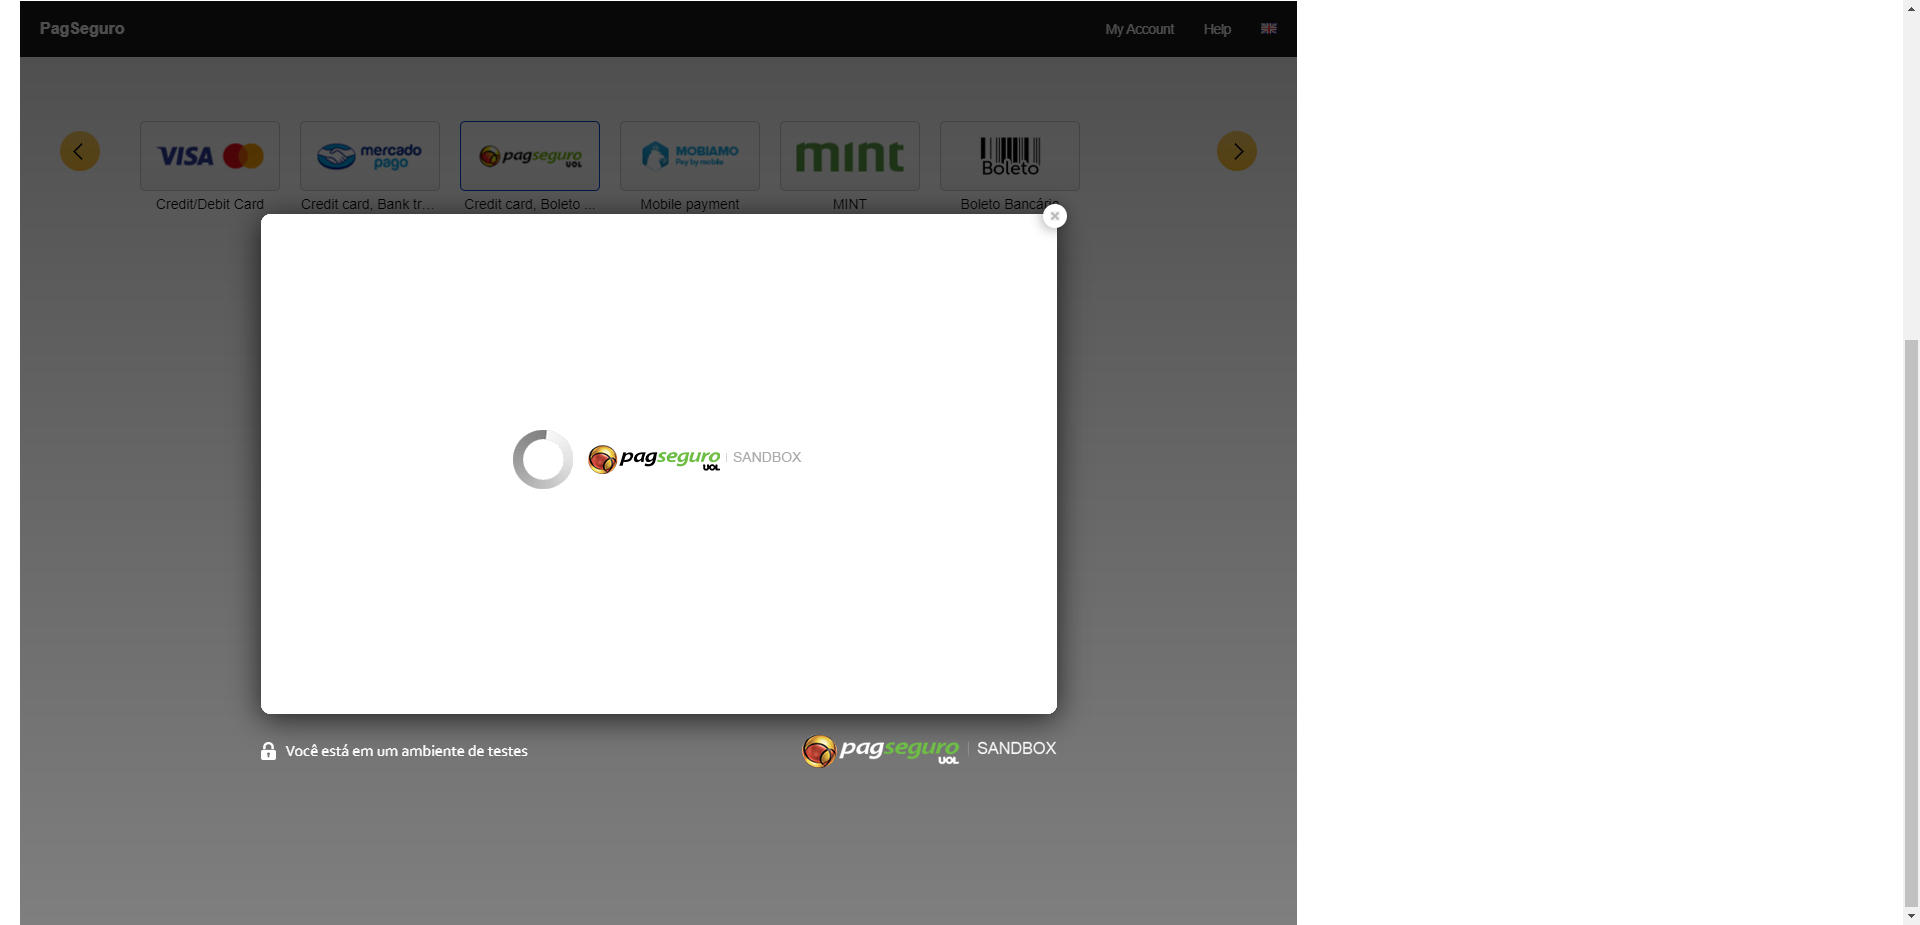 PagSeguro
My Account
Help
VISA
mercado
pago
pagseguro
UOL
MOBIAMO
Pay by mobile
mint
Boleto
Credit/Debit Card
Credit card, Bank tr...
Credit card, Boleto ...
Mobile payment
MINT
Boleto Bancário
pagseguro
UOL
SANDBOX
Você está em um ambiente de testes
pagseguro
UOL
SANDBOX